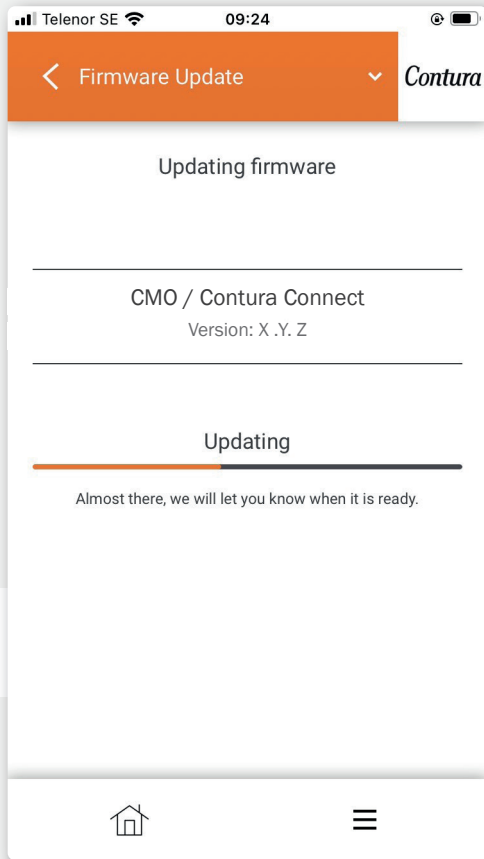 Telenor SE 09:24
Firmware Update
Contura
Updating firmware
CMO / Contura Connect
Version: X .Y. Z
Updating
Almost there, we will let you know when it is ready.